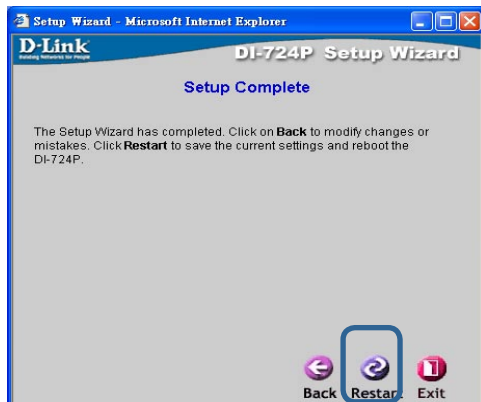 Setup Wizard - Microsoft Internet Explorer
D-Link
Building Networks for People
DI-724P Setup Wizard
Setup Complete
The Setup Wizard has completed. Click on Back to modify changes or
mistakes. Click Restart to save the current settings and reboot the
DI-724P.
Back Restart Exit